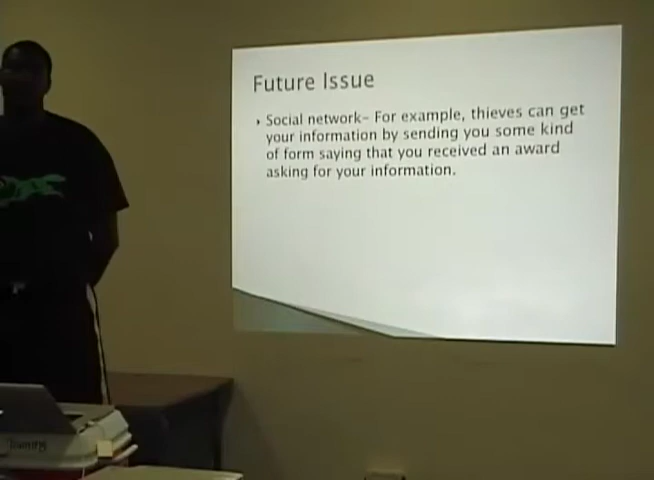 Future Issue
Social network- For example, thieves can get
your information by sending you some kind
of form saying that you received an award
asking for your information.